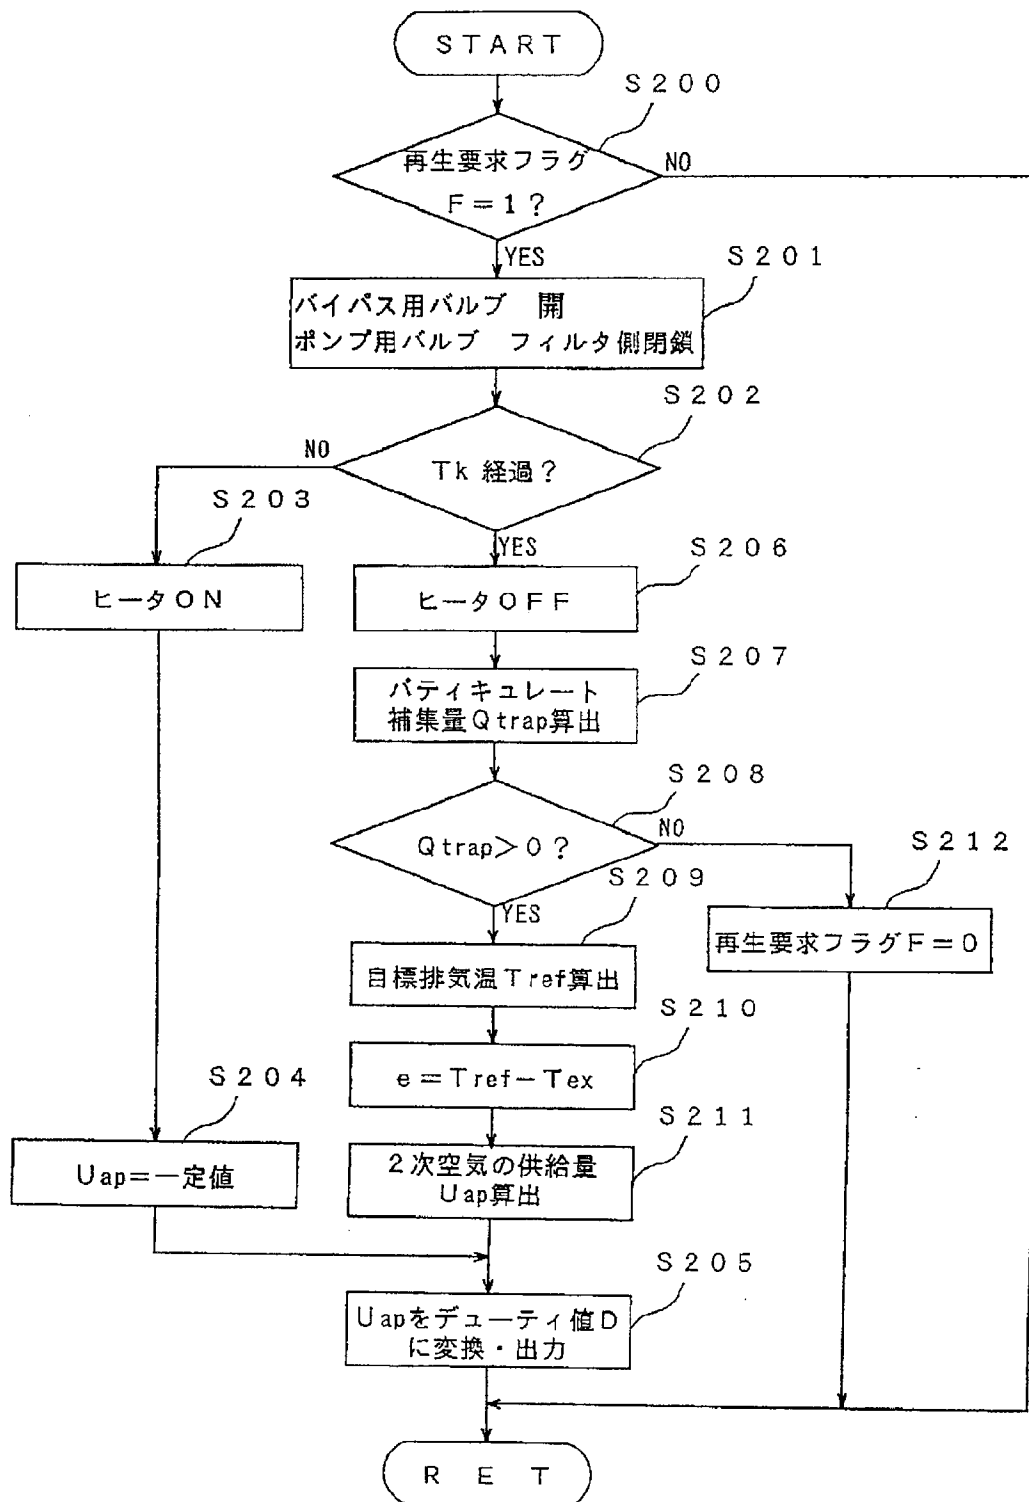 START
S200
再生要求フラグ
F=1?
NO
YES
S201
バイパス用バルブ 開
ポンプ用バルブ フィルタ側閉鎖
S202
Tk 経過?
NO
YES
S203
ヒータON
S206
ヒータOFF
S207
パティキュレート
補集量Qtrap算出
S208
Qtrap>0?
NO
YES
S212
再生要求フラグF=0
S209
目標排気温Tref算出
S210
e=Tref-Tex
S204
Uap=一定値
S211
2次空気の供給量
Uap算出
S205
Uapをデューティ値D
に変換・出力
RET